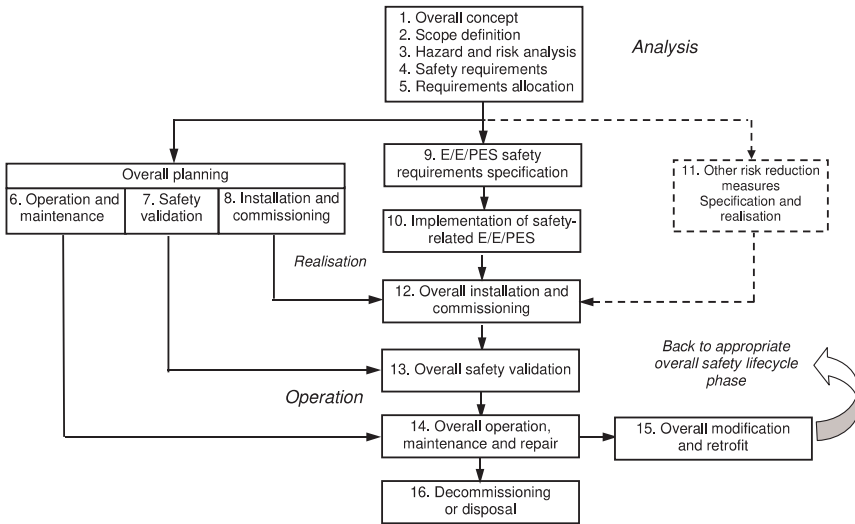 1. Overall concept
2. Scope definition
3. Hazard and risk analysis
4. Safety requirements
5. Requirements allocation
Analysis
Overall planning
6. Operation and
maintenance
7. Safety
validation
8. Installation and
commissioning
9. E/E/PES safety
requirements specification
10. Implementation of safety-
related E/E/PES
11. Other risk reduction
measures
Specification and
realisation
Realisation
12. Overall installation and
commissioning
Back to appropriate
overall safety lifecycle
phase
13. Overall safety validation
Operation
14. Overall operation,
maintenance and repair
15. Overall modification
and retrofit
16. Decommissioning
or disposal